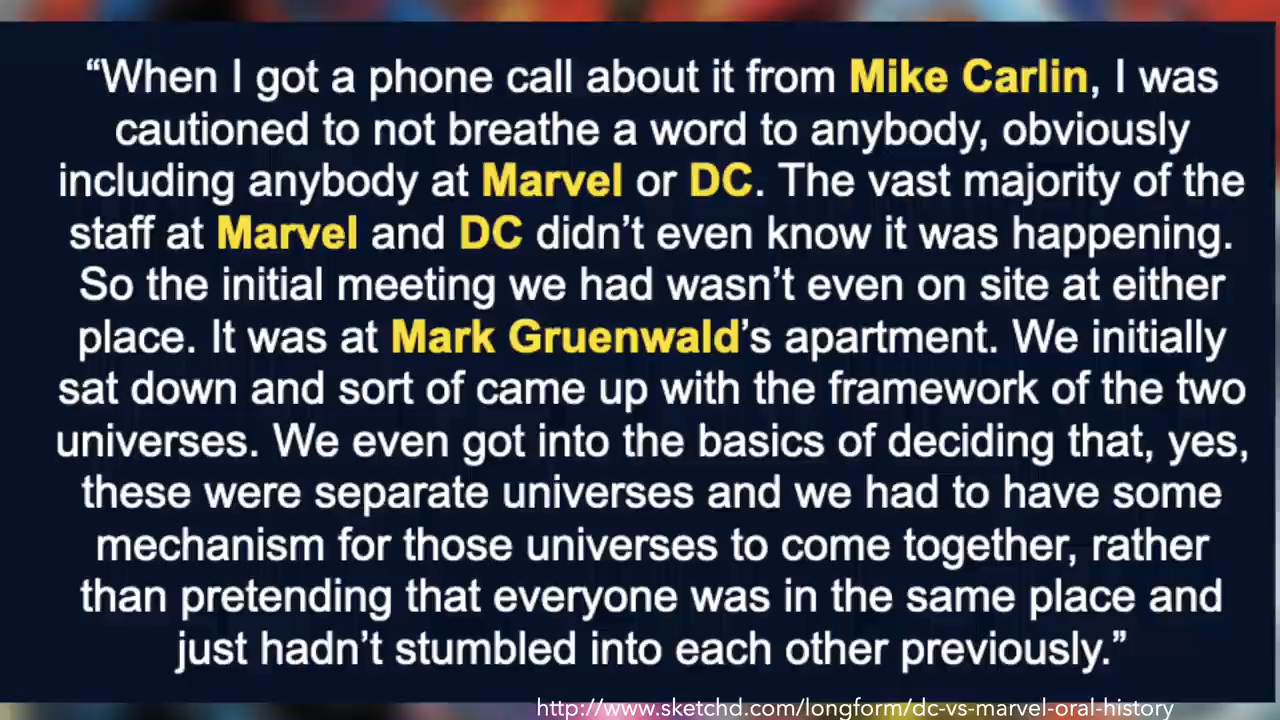 “When I got a phone call about it from Mike Carlin, I was
cautioned to not breathe a word to anybody, obviously
including anybody at Marvel or DC. The vast majority of the
staff at Marvel and DC didn’t even know it was happening.
So the initial meeting we had wasn’t even on site at either
place. It was at Mark Gruenwald’s apartment. We initially
sat down and sort of came up with the framework of the two
universes. We even got into the basics of deciding that, yes,
these were separate universes and we had to have some
mechanism for those universes to come together, rather
than pretending that everyone was in the same place and
just hadn’t stumbled into each other previously.”
http://www.sketchd.com/longform/dc-vs-marvel-oral-history